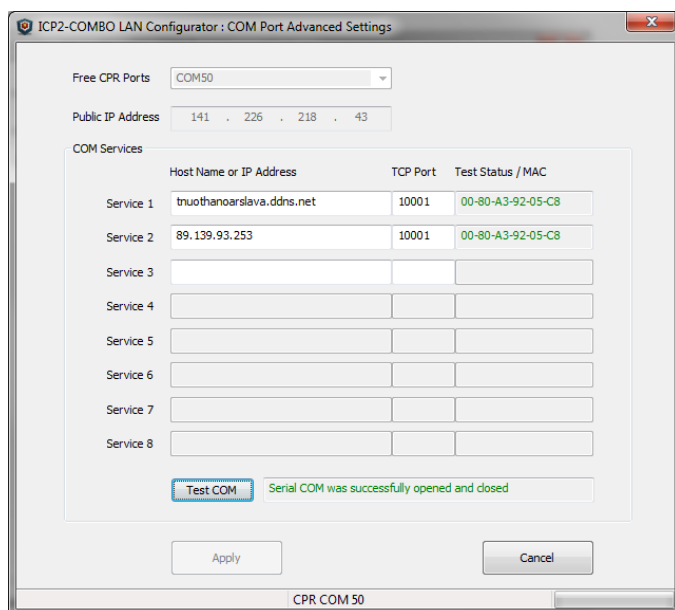 ICP2-COMBO LAN Configurator : COM Port Advanced Settings
Free CPR Ports COM50
Public IP Address 141 . 226 . 218 . 43
COM Services
Host Name or IP Address TCP Port Test Status / MAC
Service 1 tnuothanoarslava.ddns.net 10001 00-80-A3-92-05-C8
Service 2 89.139.93.253 10001 00-80-A3-92-05-C8
Service 3
Service 4
Service 5
Service 6
Service 7
Service 8
Test COM Serial COM was successfully opened and closed
Apply Cancel
CPR COM 50